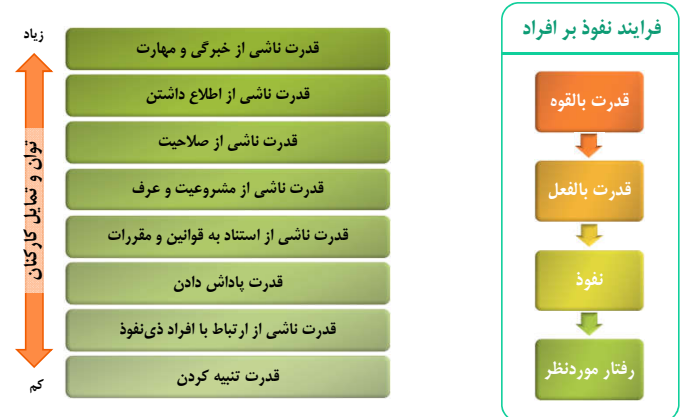 فرایند نفوذ بر افراد
قدرت بالقوه
قدرت بالفعل
نفوذ
رفتار موردنظر
زیاد
توان و تمایل کارکنان
کم
قدرت ناشی از خبرگی و مهارت
قدرت ناشی از اطلاع داشتن
قدرت ناشی از صلاحیت
قدرت ناشی از مشروعیت و عرف
قدرت ناشی از استناد به قوانین و مقررات
قدرت پاداش دادن
قدرت ناشی از ارتباط با افراد ذی‌نفوذ
قدرت تنبیه کردن